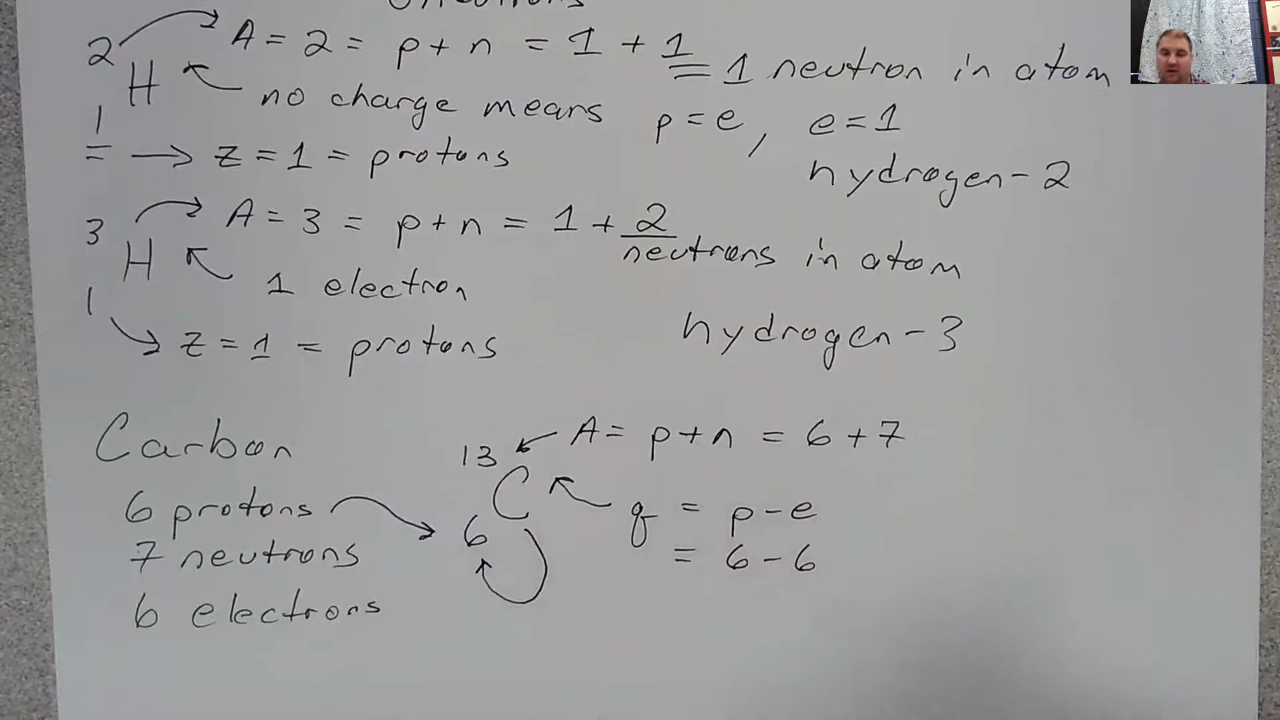 2 A = 2 = p + n = 1 + 1
H no charge means = 1 neutron in atom
1 p = e, e = 1
= → z = 1 = protons hydrogen-2
3 A = 3 = p + n = 1 + 2
H neutrons in atom
1 1 electron
z = 1 = protons hydrogen-3
Carbon 13 A = p + n = 6 + 7
C
6 protons 6 q = p - e
7 neutrons = 6 - 6
6 electrons